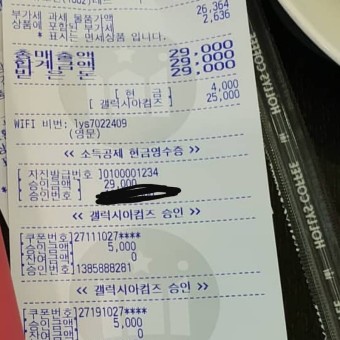 부가세 과세 물품가액 26,364
상품에 포함된 부가세 2,636
* 표시는 면세상품 입니다.
총매출액 29,000
합계금액 29,000
받는돈 29,000
[ 현 금 ] 4,000
[ 갤럭시아컴즈 ] 25,000
WIFI 비번: lys7022409
(영문)
<< 소득공제 현금영수증 >>
[ 자진발급번호 ]0100001234
[ 승인금액 ] 29,000
[ 승인번호 ]
<< 갤럭시아컴즈 승인 >>
[쿠폰번호]27111027****
[승인금액] 5,000
[잔여금액] 0
[승인번호]1385888281
<< 갤럭시아컴즈 승인 >>
[쿠폰번호]27191027****
[승인금액] 5,000
[잔여금액] 0
HOLLYS COFFEE